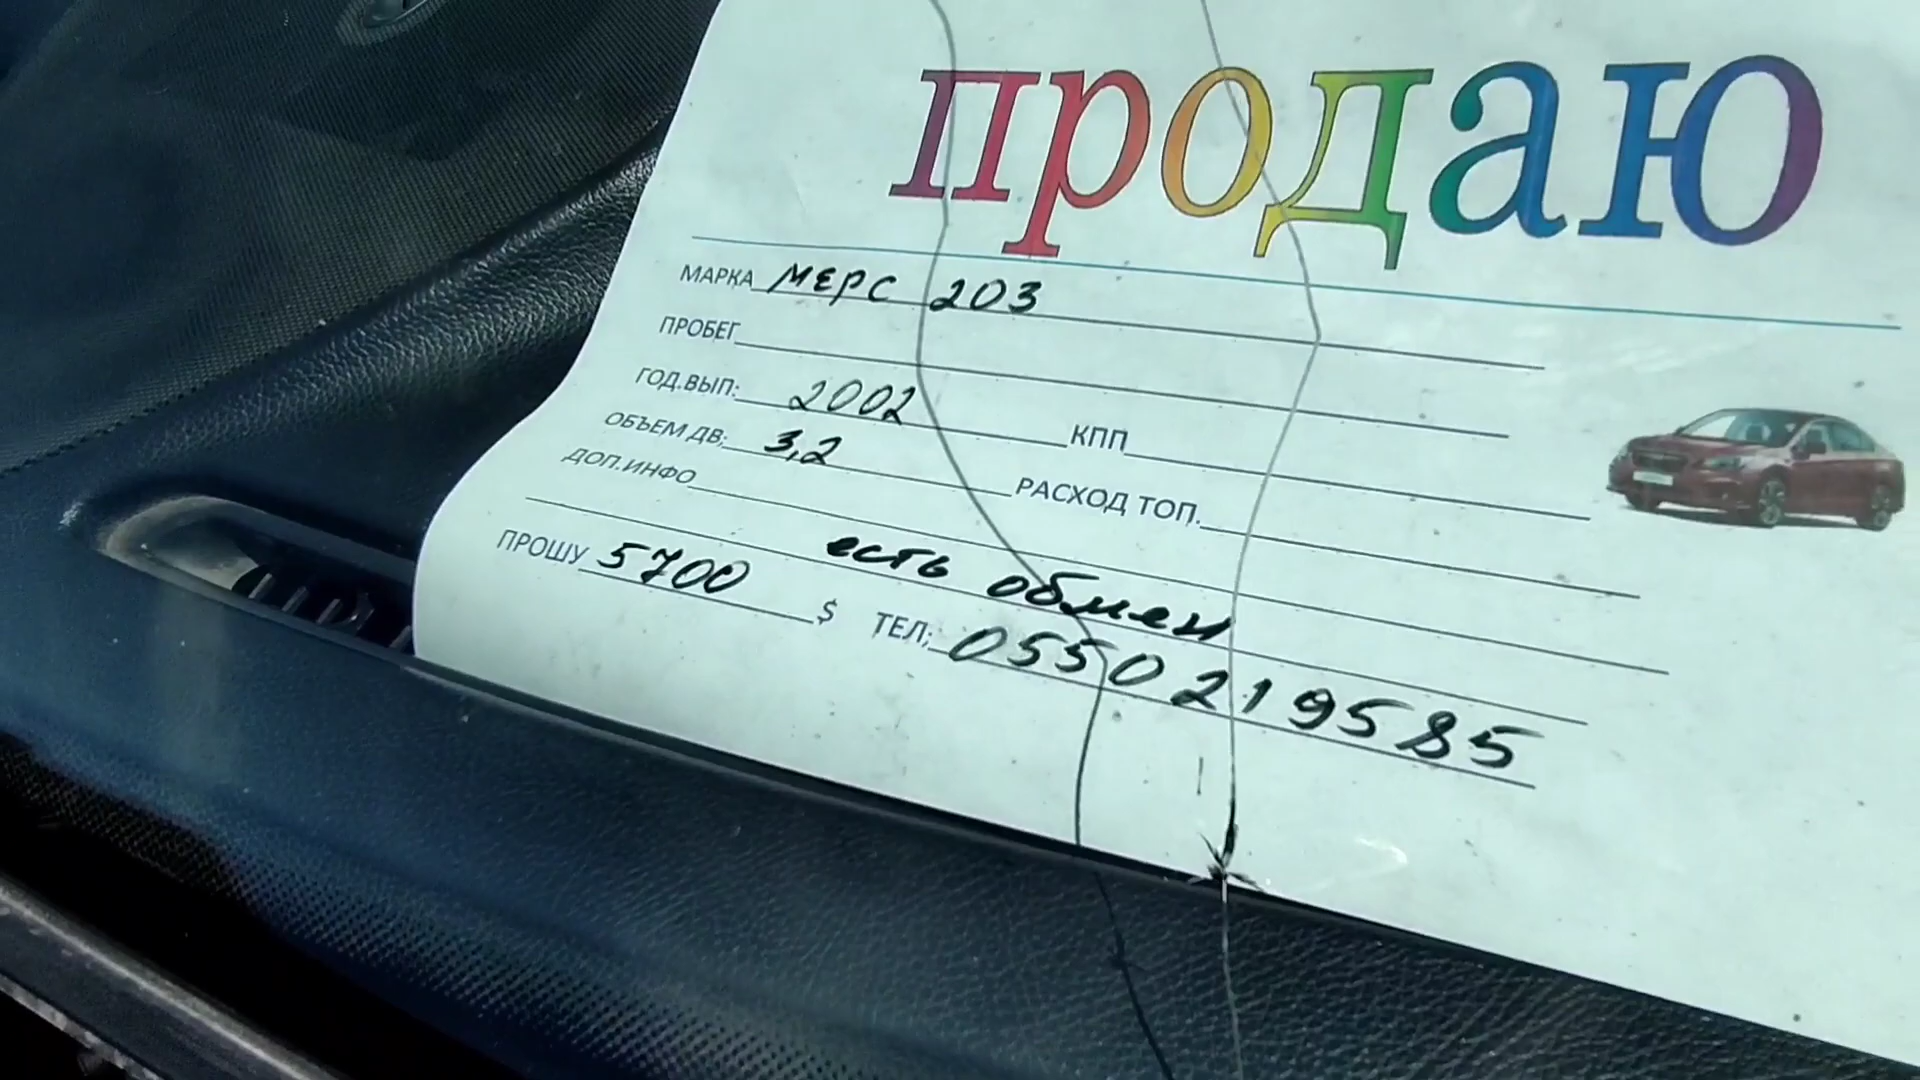 продаю
МАРКА МЕРС 203
ПРОБЕГ
ГОД.ВЫП: 2002 КПП
ОБЪЕМ ДВ: 3,2 РАСХОД ТОП.
ДОП.ИНФО
есть обмен
ПРОШУ 5700 $ ТЕЛ: 0550219585